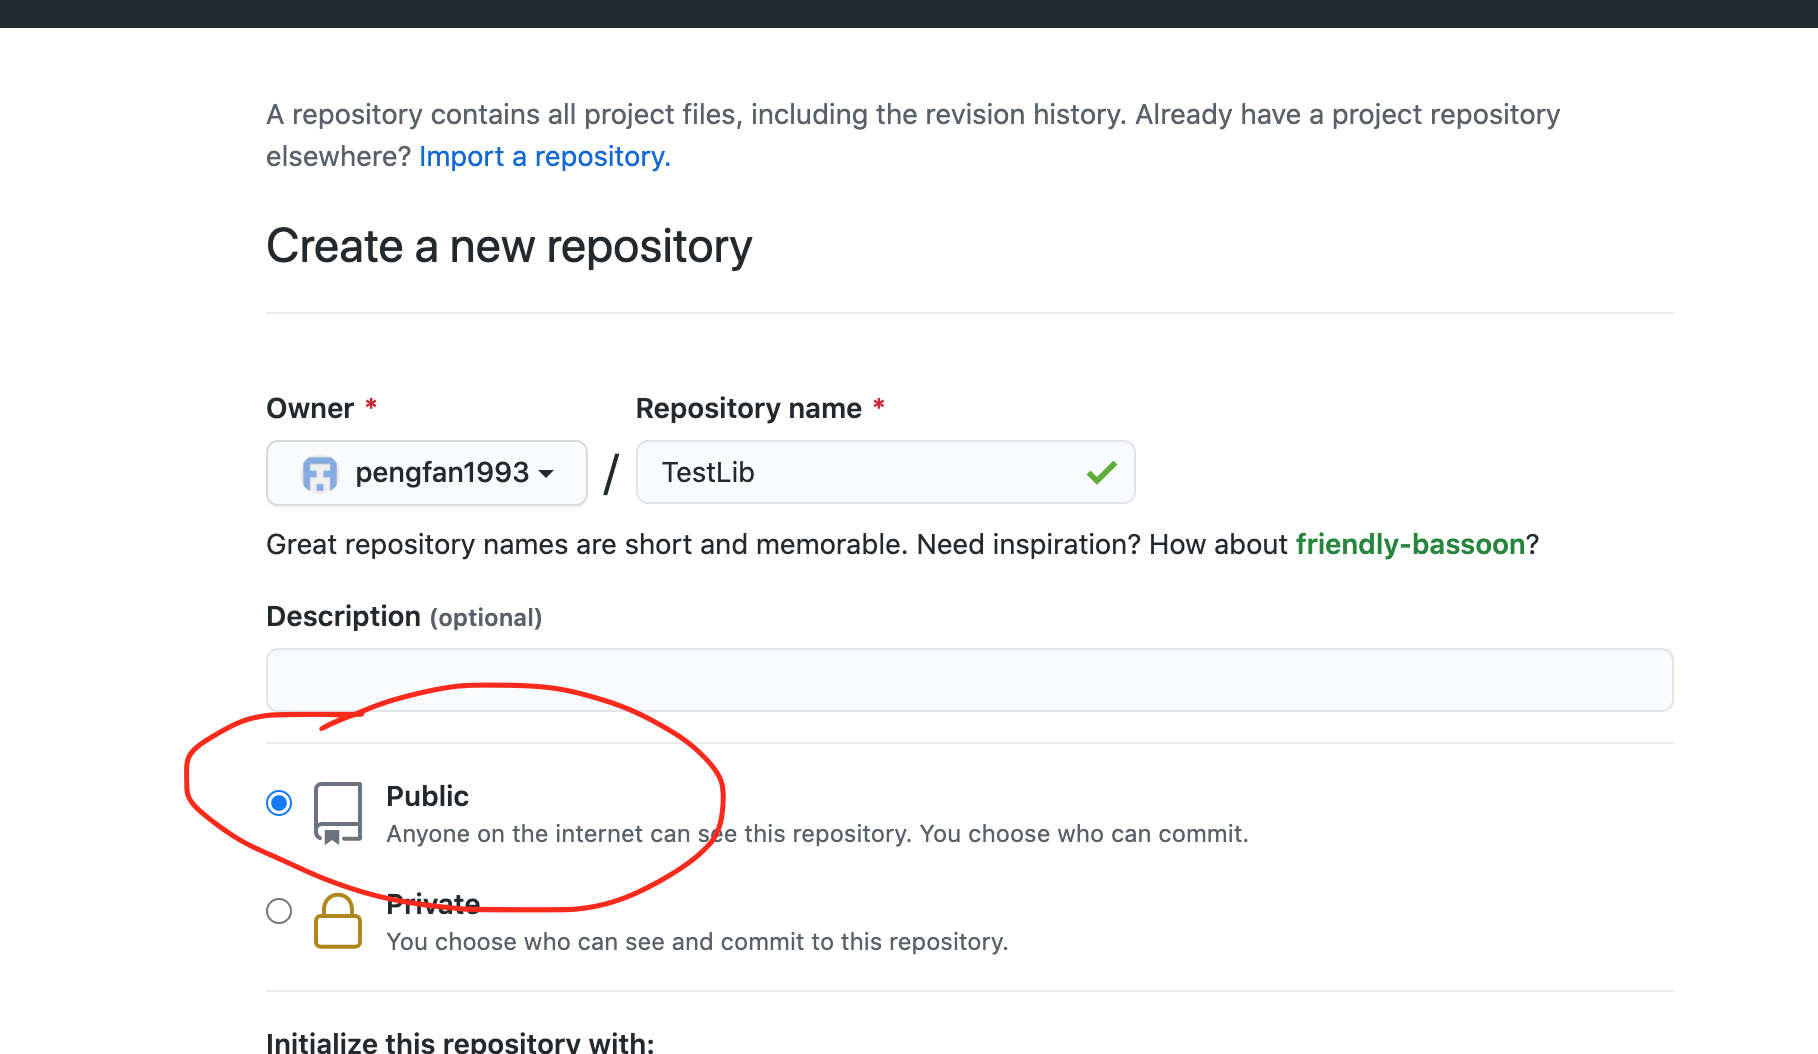 A repository contains all project files, including the revision history. Already have a project repository
elsewhere? Import a repository.
Create a new repository
Owner *
Repository name *
pengfan1993 / TestLib
Great repository names are short and memorable. Need inspiration? How about friendly-bassoon?
Description (optional)
Public
Anyone on the internet can see this repository. You choose who can commit.
Private
You choose who can see and commit to this repository.
Initialize this repository with: